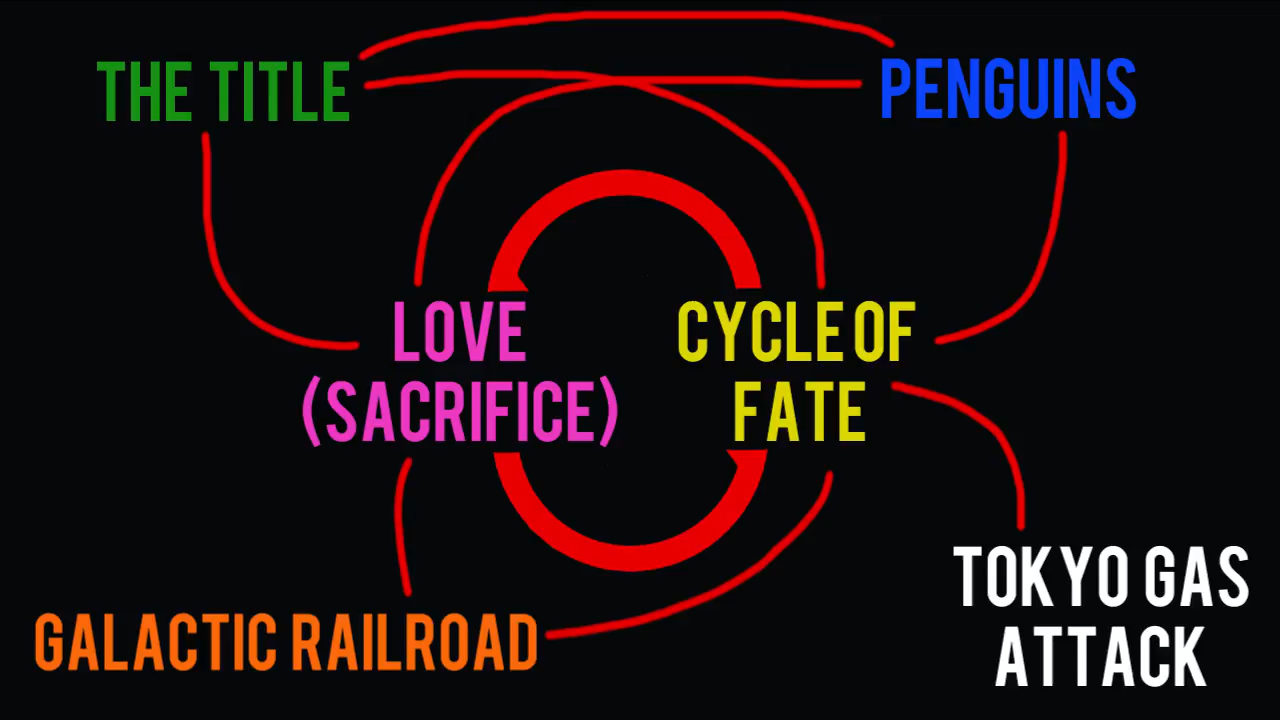 THE TITLE
PENGUINS
LOVE
(SACRIFICE)
CYCLE OF
FATE
GALACTIC RAILROAD
TOKYO GAS
ATTACK